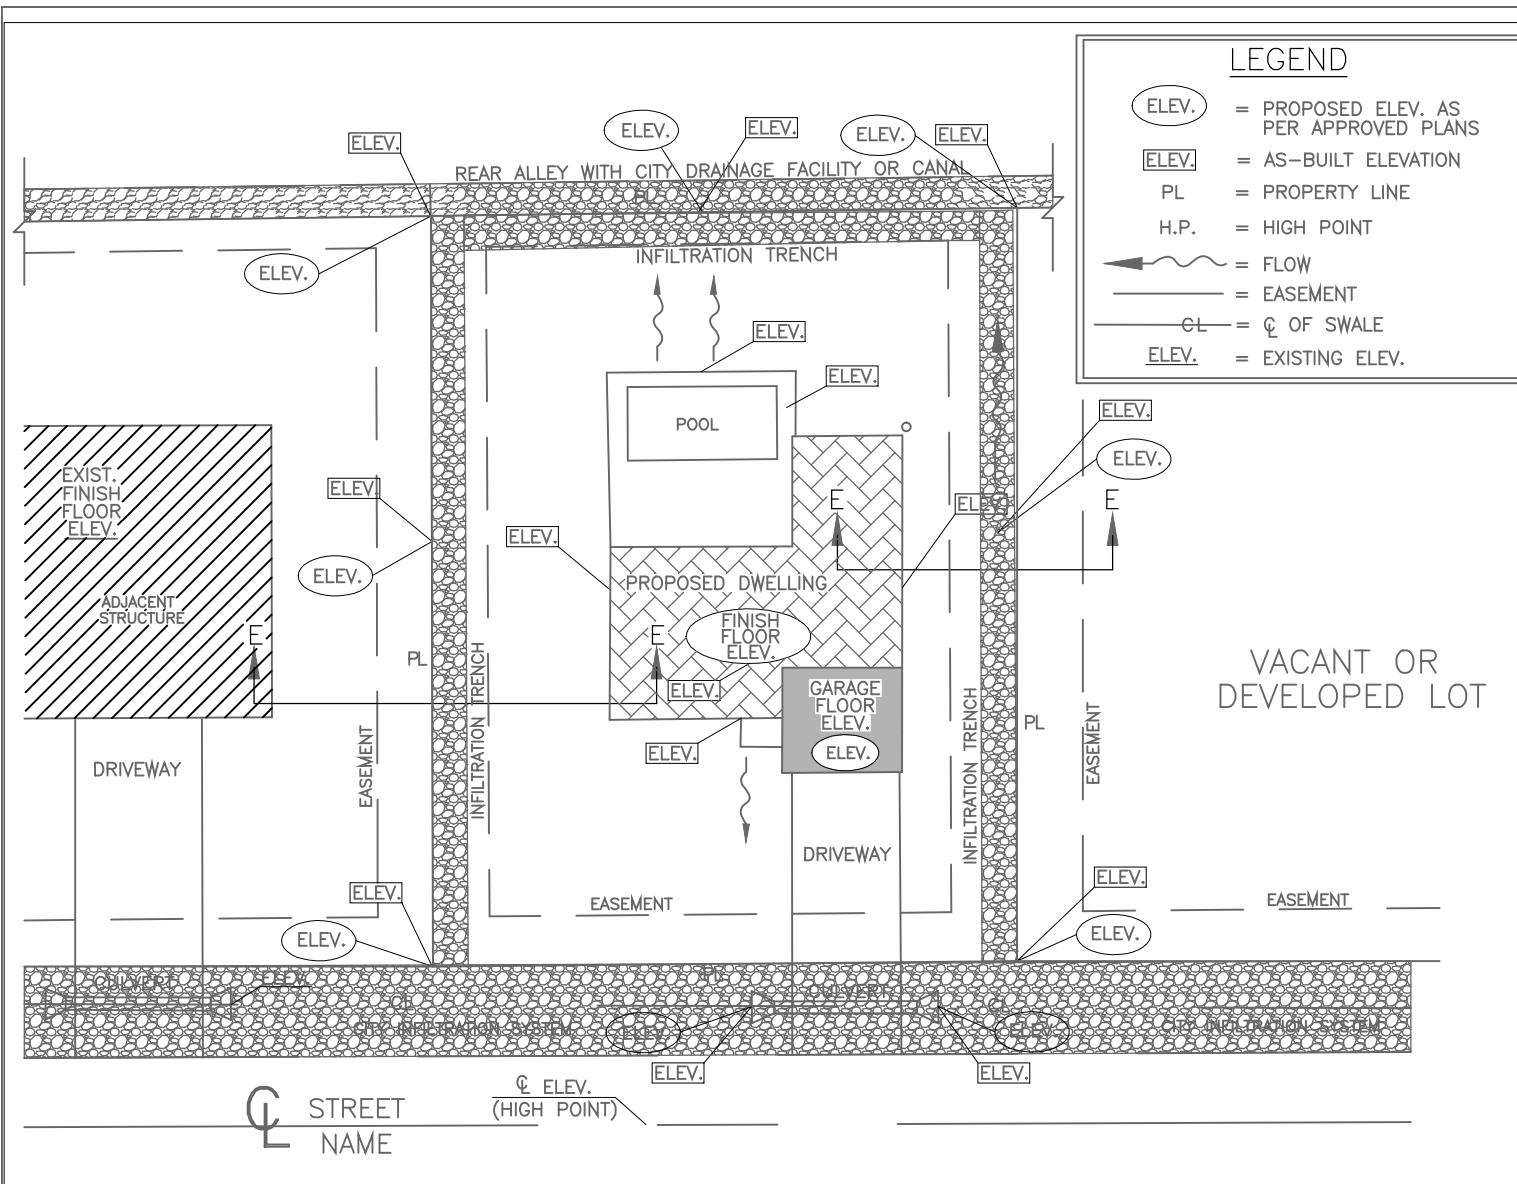 LEGEND
ELEV. = PROPOSED ELEV. AS
PER APPROVED PLANS
ELEV. = AS-BUILT ELEVATION
PL = PROPERTY LINE
H.P. = HIGH POINT
= FLOW
= EASEMENT
CL = ℄ OF SWALE
ELEV. = EXISTING ELEV.
ELEV.
ELEV.
ELEV.
ELEV.
ELEV.
REAR ALLEY WITH CITY DRAINAGE FACILITY OR CANAL
PL
INFILTRATION TRENCH
ELEV.
ELEV.
ELEV.
POOL
ELEV.
ELEV.
EXIST.
FINISH
FLOOR
ELEV.
ELEV.
E
ELEV.
E
ELEV.
ELEV.
PROPOSED DWELLING
ADJACENT
STRUCTURE
FINISH
FLOOR
ELEV.
E
E
PL
ELEV.
GARAGE
FLOOR
ELEV.
ELEV.
ELEV.
VACANT OR
DEVELOPED LOT
INFILTRATION TRENCH
INFILTRATION TRENCH
PL
EASEMENT
EASEMENT
DRIVEWAY
DRIVEWAY
ELEV.
ELEV.
EASEMENT
EASEMENT
ELEV.
ELEV.
CULVERT
ELEV.
PL
CULVERT
CL
CL
CITY INFILTRATION SYSTEM
ELEV.
ELEV.
CITY INFILTRATION SYSTEM
ELEV.
ELEV.
℄ ELEV.
(HIGH POINT)
℄ STREET
NAME